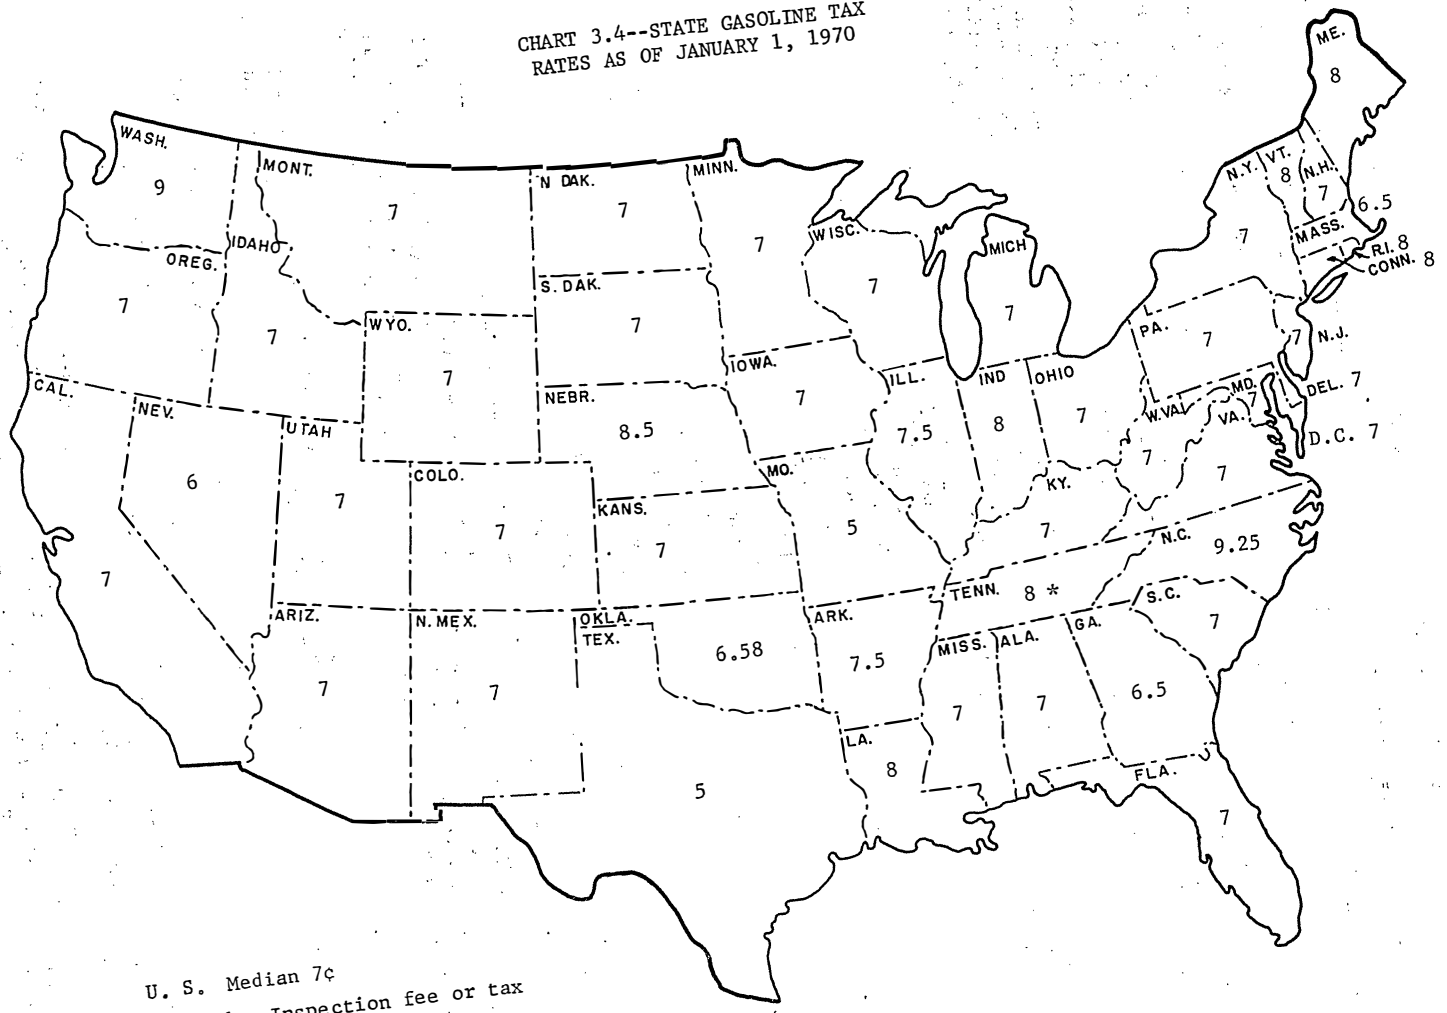 CHART 3.4--STATE GASOLINE TAX
RATES AS OF JANUARY 1, 1970
ME.
8
WASH.
9
MONT.
7
N DAK.
7
MINN.
7
N.Y.
7
VT.
8
N.H.
7
6.5
MASS.
R.I. 8
CONN. 8
IDAHO
7
OREG.
7
WISC.
7
MICH
7
S. DAK.
7
WYO.
7
PA.
7
7 N.J.
IOWA.
7
ILL.
7.5
IND
8
OHIO
7
MD.
7
DEL. 7
D.C. 7
CAL.
7
NEV.
6
UTAH
7
NEBR.
8.5
W.VA.
7
VA.
7
COLO.
7
KANS.
7
MO.
5
KY.
7
N.C.
9.25
TENN.
8 *
S.C.
7
ARIZ.
7
N. MEX.
7
OKLA.
6.58
TEX.
5
ARK.
7.5
MISS.
7
ALA.
7
GA.
6.5
LA.
8
FLA.
7
U. S. Median 7¢
Inspection fee or tax